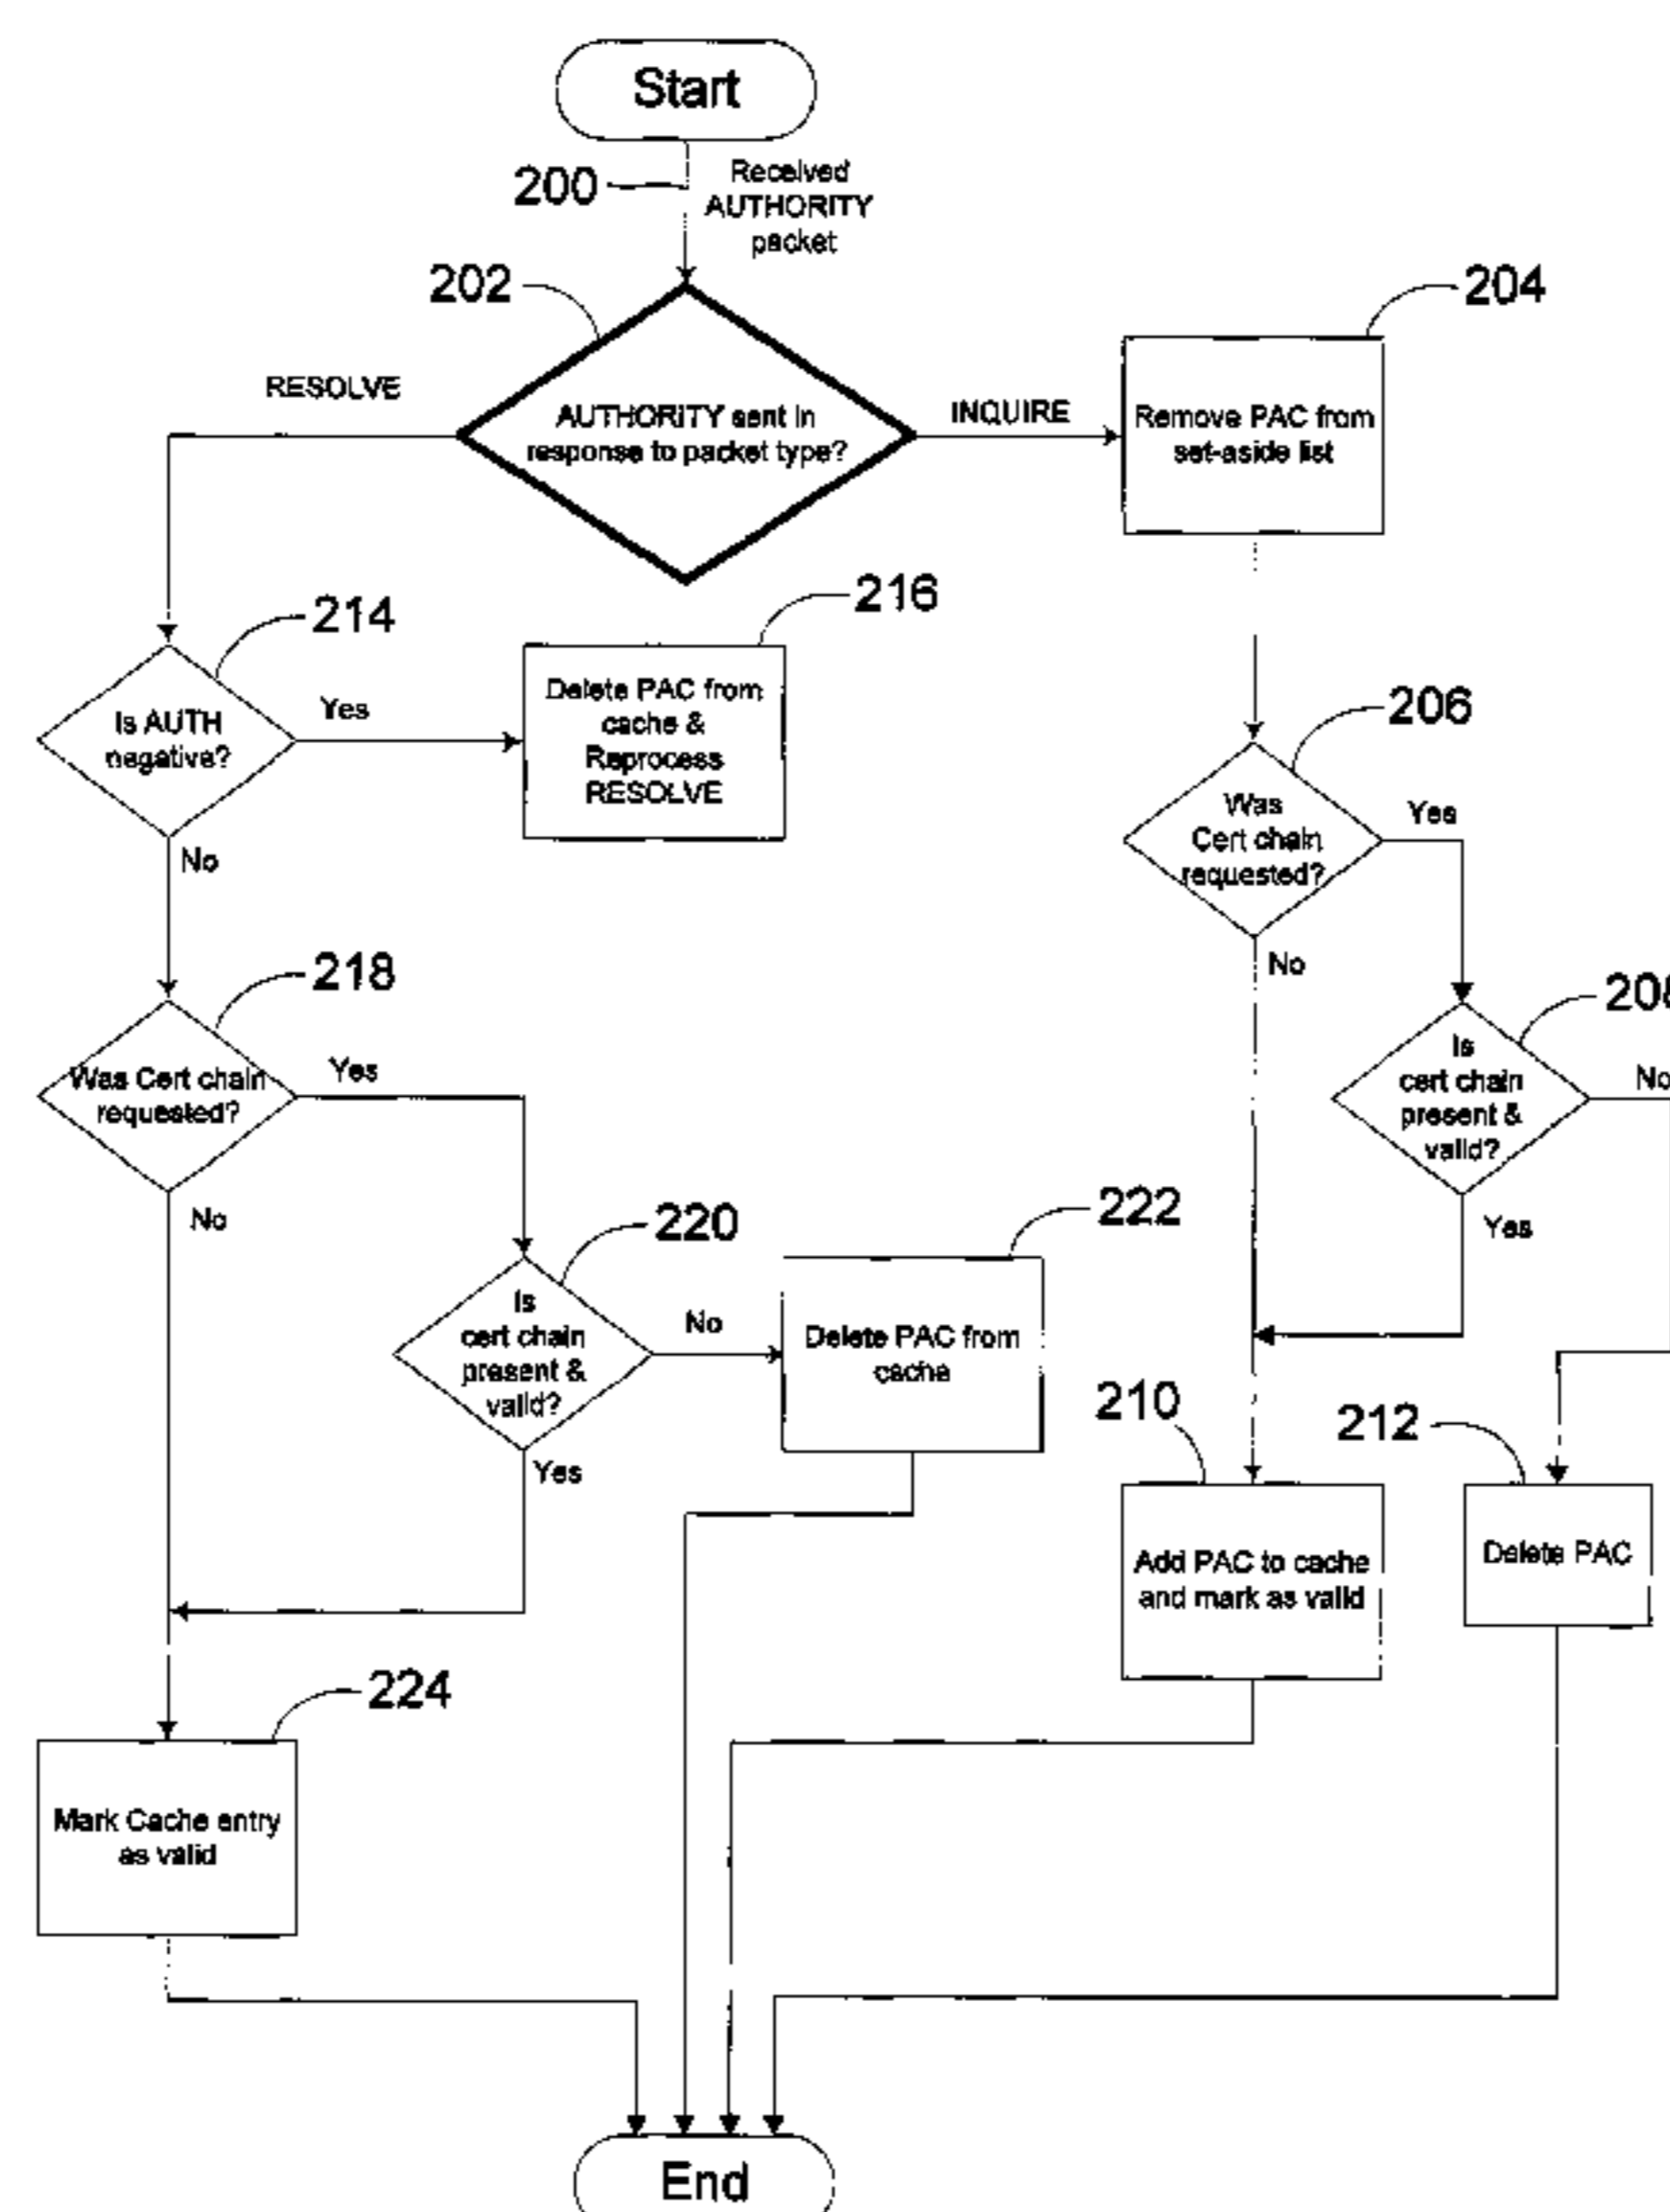 Start
200
Received
AUTHORITY
packet
202
204
RESOLVE
AUTHORITY sent in
response to packet type?
INQUIRE
Remove PAC from
set-aside list
214
216
Is AUTH
negative?
Yes
Delete PAC from
cache &
Reprocess
RESOLVE
No
206
Was
Cert chain
requested?
Yes
No
218
Was Cert chain
requested?
Yes
No
208
Is
cert chain
present &
valid?
No
Yes
220
Is
cert chain
present &
valid?
No
Yes
222
Delete PAC from
cache
210
Add PAC to cache
and mark as valid
212
Delete PAC
224
Mark Cache entry
as valid
End